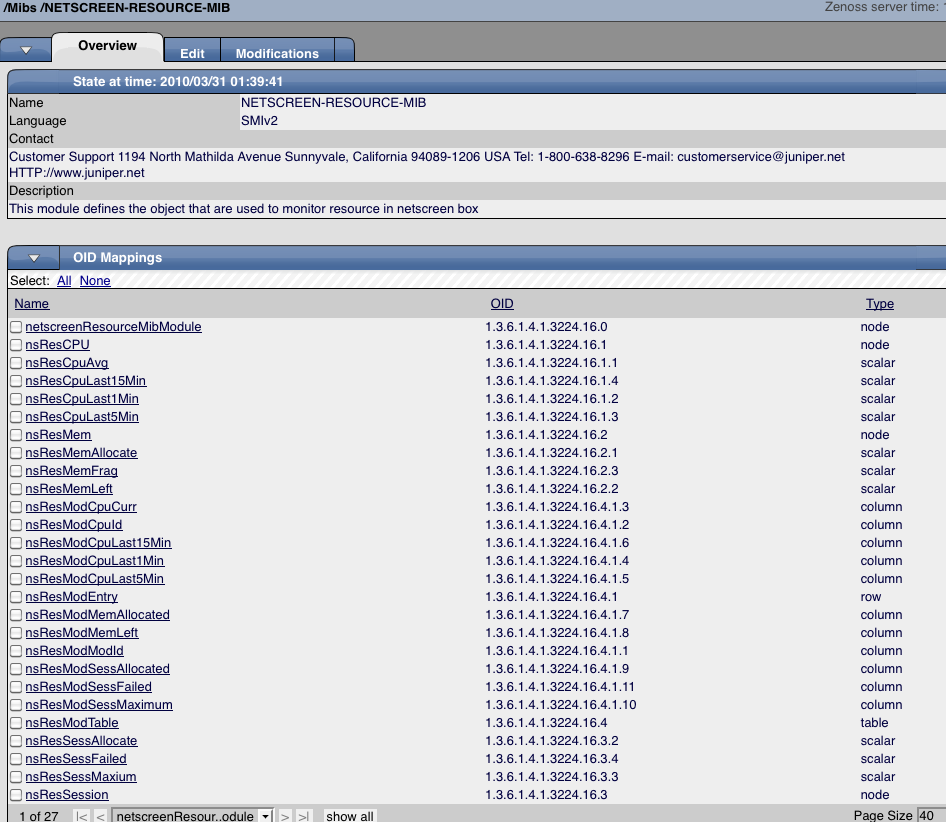 /Mibs /NETSCREEN-RESOURCE-MIB Zenoss server time:
Overview Edit Modifications
State at time: 2010/03/31 01:39:41
Name NETSCREEN-RESOURCE-MIB
Language SMIv2
Contact
Customer Support 1194 North Mathilda Avenue Sunnyvale, California 94089-1206 USA Tel: 1-800-638-8296 E-mail: customerservice@juniper.net
HTTP://www.juniper.net
Description
This module defines the object that are used to monitor resource in netscreen box
OID Mappings
Select: All None
Name OID Type
netscreenResourceMibModule 1.3.6.1.4.1.3224.16.0 node
nsResCPU 1.3.6.1.4.1.3224.16.1 node
nsResCpuAvg 1.3.6.1.4.1.3224.16.1.1 scalar
nsResCpuLast15Min 1.3.6.1.4.1.3224.16.1.4 scalar
nsResCpuLast1Min 1.3.6.1.4.1.3224.16.1.2 scalar
nsResCpuLast5Min 1.3.6.1.4.1.3224.16.1.3 scalar
nsResMem 1.3.6.1.4.1.3224.16.2 node
nsResMemAllocate 1.3.6.1.4.1.3224.16.2.1 scalar
nsResMemFrag 1.3.6.1.4.1.3224.16.2.3 scalar
nsResMemLeft 1.3.6.1.4.1.3224.16.2.2 scalar
nsResModCpuCurr 1.3.6.1.4.1.3224.16.4.1.3 column
nsResModCpuId 1.3.6.1.4.1.3224.16.4.1.2 column
nsResModCpuLast15Min 1.3.6.1.4.1.3224.16.4.1.6 column
nsResModCpuLast1Min 1.3.6.1.4.1.3224.16.4.1.4 column
nsResModCpuLast5Min 1.3.6.1.4.1.3224.16.4.1.5 column
nsResModEntry 1.3.6.1.4.1.3224.16.4.1 row
nsResModMemAllocated 1.3.6.1.4.1.3224.16.4.1.7 column
nsResModMemLeft 1.3.6.1.4.1.3224.16.4.1.8 column
nsResModModId 1.3.6.1.4.1.3224.16.4.1.1 column
nsResModSessAllocated 1.3.6.1.4.1.3224.16.4.1.9 column
nsResModSessFailed 1.3.6.1.4.1.3224.16.4.1.11 column
nsResModSessMaximum 1.3.6.1.4.1.3224.16.4.1.10 column
nsResModTable 1.3.6.1.4.1.3224.16.4 table
nsResSessAllocate 1.3.6.1.4.1.3224.16.3.2 scalar
nsResSessFailed 1.3.6.1.4.1.3224.16.3.4 scalar
nsResSessMaxium 1.3.6.1.4.1.3224.16.3.3 scalar
nsResSession 1.3.6.1.4.1.3224.16.3 node
1 of 27 |< < netscreenResour..odule > >| show all Page Size 40